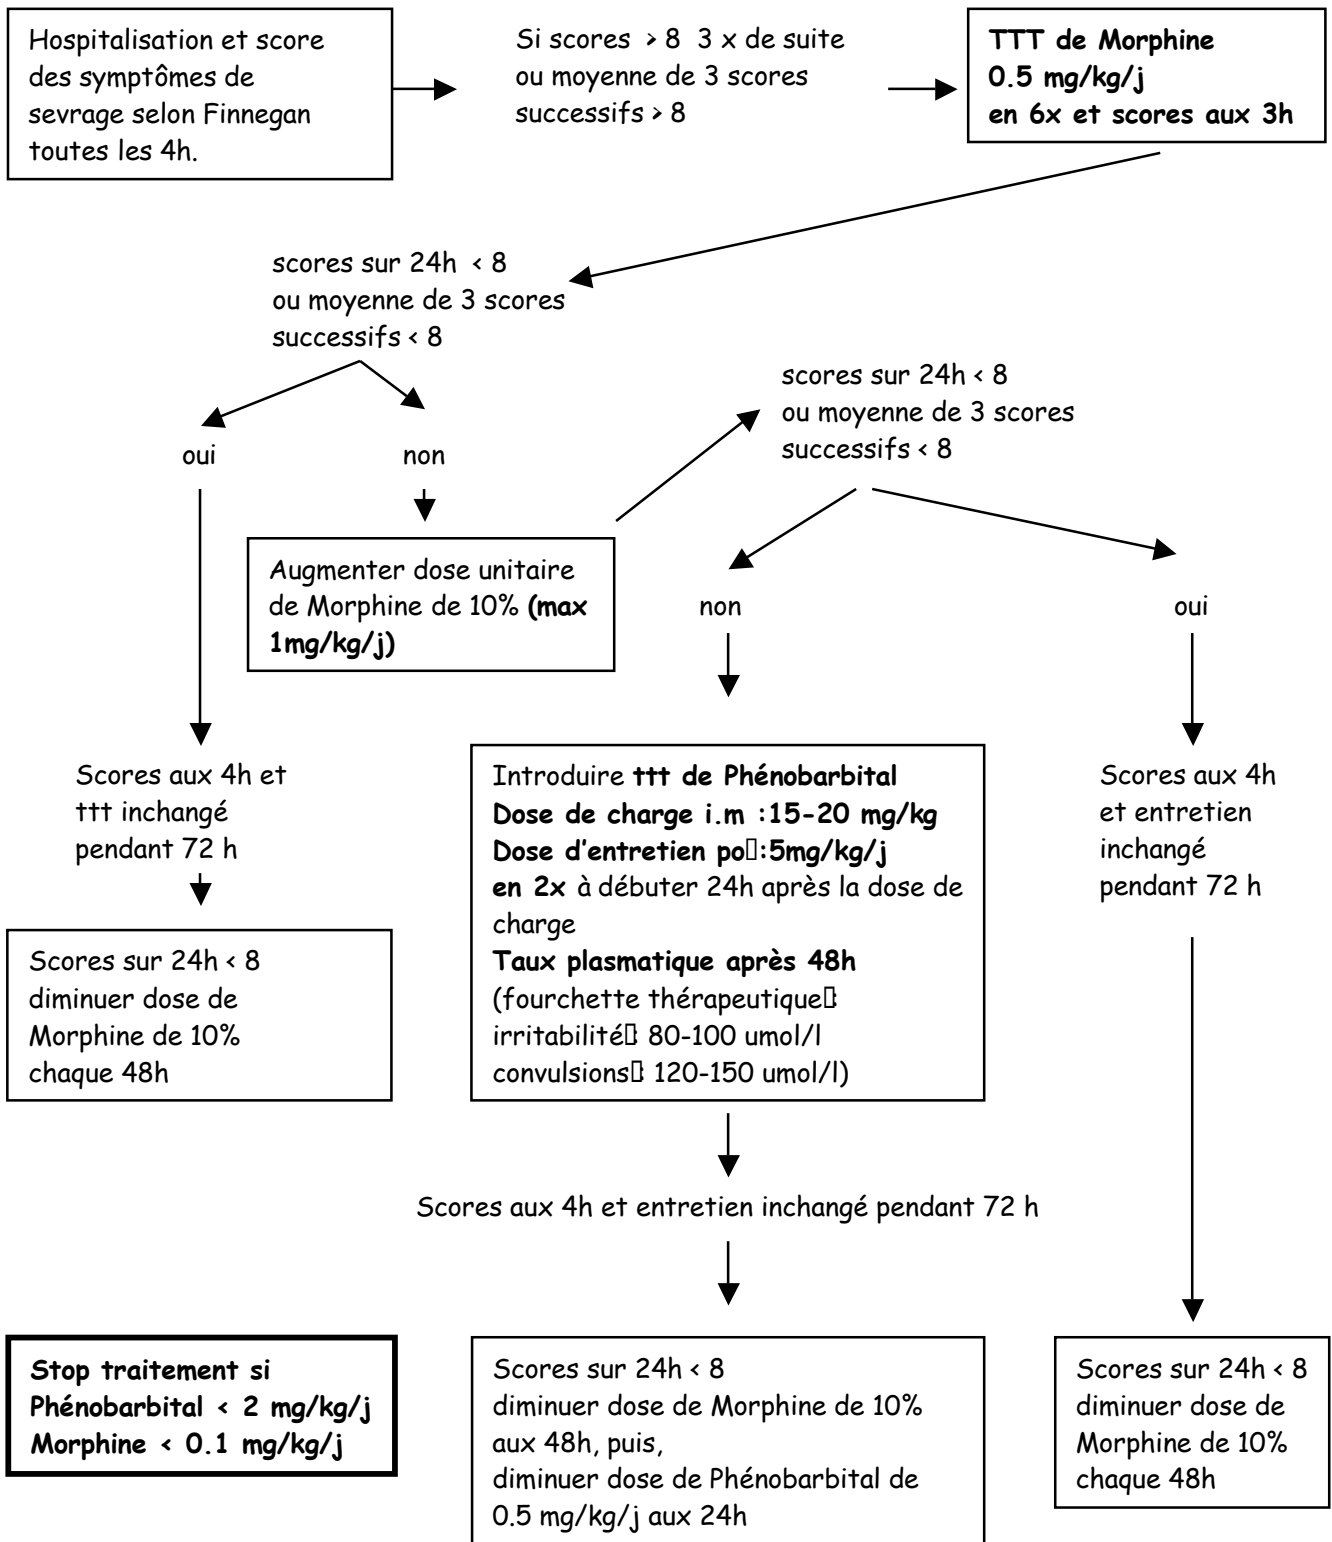 Hospitalisation et score
des symptômes de
sevrage selon Finnegan
toutes les 4h.
Si scores > 8 3 x de suite
ou moyenne de 3 scores
successifs > 8
TTT de Morphine
0.5 mg/kg/j
en 6x et scores aux 3h
scores sur 24h < 8
ou moyenne de 3 scores
successifs < 8
scores sur 24h < 8
ou moyenne de 3 scores
successifs < 8
oui
non
Augmenter dose unitaire
de Morphine de 10% (max
1mg/kg/j)
non
oui
Scores aux 4h et
ttt inchangé
pendant 72 h
Introduire ttt de Phénobarbital
Dose de charge i.m :15-20 mg/kg
Dose d'entretien po :5mg/kg/j
en 2x à débuter 24h après la dose de
charge
Taux plasmatique après 48h
(fourchette thérapeutique :
irritabilité : 80-100 umol/l
convulsions : 120-150 umol/l)
Scores aux 4h
et entretien
inchangé
pendant 72 h
Scores sur 24h < 8
diminuer dose de
Morphine de 10%
chaque 48h
Scores aux 4h et entretien inchangé pendant 72 h
Stop traitement si
Phénobarbital < 2 mg/kg/j
Morphine < 0.1 mg/kg/j
Scores sur 24h < 8
diminuer dose de Morphine de 10%
aux 48h, puis,
diminuer dose de Phénobarbital de
0.5 mg/kg/j aux 24h
Scores sur 24h < 8
diminuer dose de
Morphine de 10%
chaque 48h